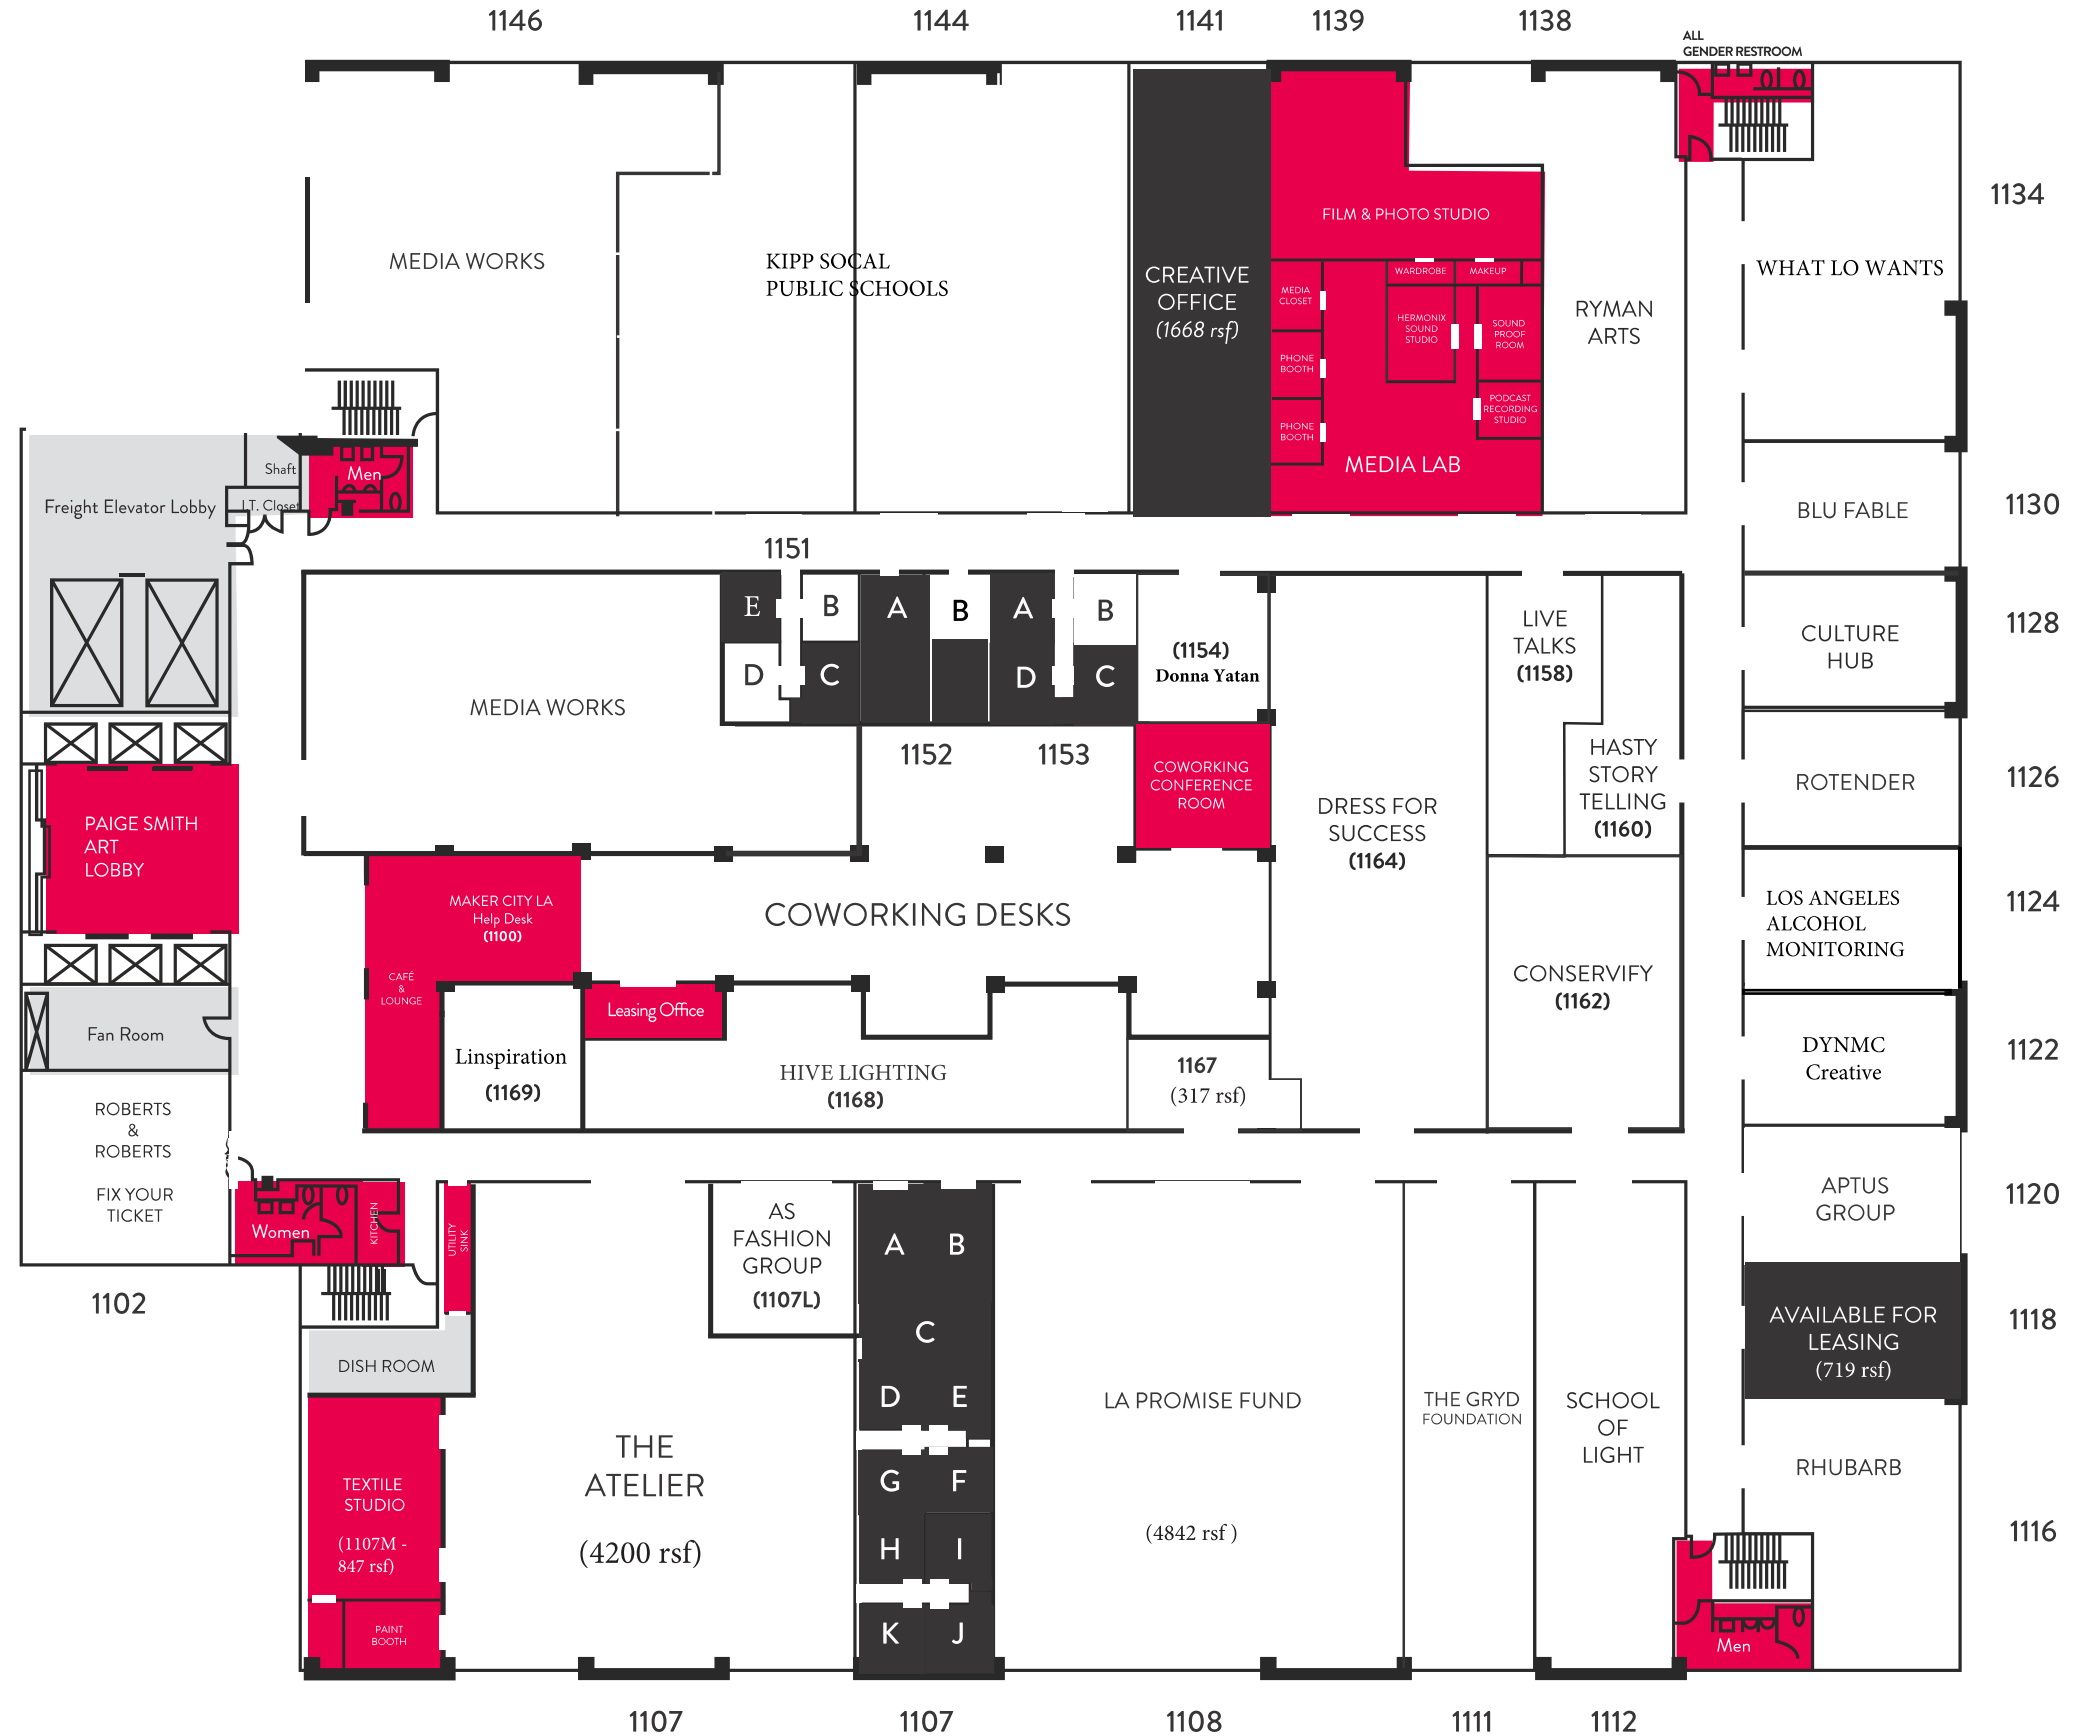 1146
1144
1141
1139
1138
ALL
GENDER RESTROOM
1134
MEDIA WORKS
KIPP SOCAL
PUBLIC SCHOOLS
CREATIVE
OFFICE
(1668 rsf)
FILM & PHOTO STUDIO
WARDROBE
MAKEUP
MEDIA
CLOSET
HERMONIX
SOUND
STUDIO
SOUND
PROOF
ROOM
PHONE
BOOTH
PODCAST
RECORDING
STUDIO
PHONE
BOOTH
MEDIA LAB
RYMAN
ARTS
WHAT LO WANTS
Shaft
Men
Freight Elevator Lobby
I.T. Closet
BLU FABLE
1130
1151
E
B
A
B
A
B
D
C
D
C
(1154)
Donna Yatan
LIVE
TALKS
(1158)
CULTURE
HUB
1128
MEDIA WORKS
1152
1153
COWORKING
CONFERENCE
ROOM
HASTY
STORY
TELLING
(1160)
ROTENDER
1126
PAIGE SMITH
ART
LOBBY
DRESS FOR
SUCCESS
(1164)
MAKER CITY LA
Help Desk
(1100)
COWORKING DESKS
LOS ANGELES
ALCOHOL
MONITORING
1124
CAFÉ
&
LOUNGE
Leasing Office
CONSERVIFY
(1162)
Fan Room
Linspiration
(1169)
HIVE LIGHTING
(1168)
1167
(317 rsf)
DYNMC
Creative
1122
ROBERTS
&
ROBERTS
FIX YOUR
TICKET
Women
KITCHEN
UTILITY
SINK
AS
FASHION
GROUP
(1107L)
A
B
C
D
E
G
F
H
I
K
J
APTUS
GROUP
1120
1102
DISH ROOM
AVAILABLE FOR
LEASING
(719 rsf)
1118
THE
ATELIER
(4200 rsf)
LA PROMISE FUND
(4842 rsf )
THE GRYD
FOUNDATION
SCHOOL
OF
LIGHT
RHUBARB
1116
TEXTILE
STUDIO
(1107M -
847 rsf)
PAINT
BOOTH
Men
1107
1107
1108
1111
1112